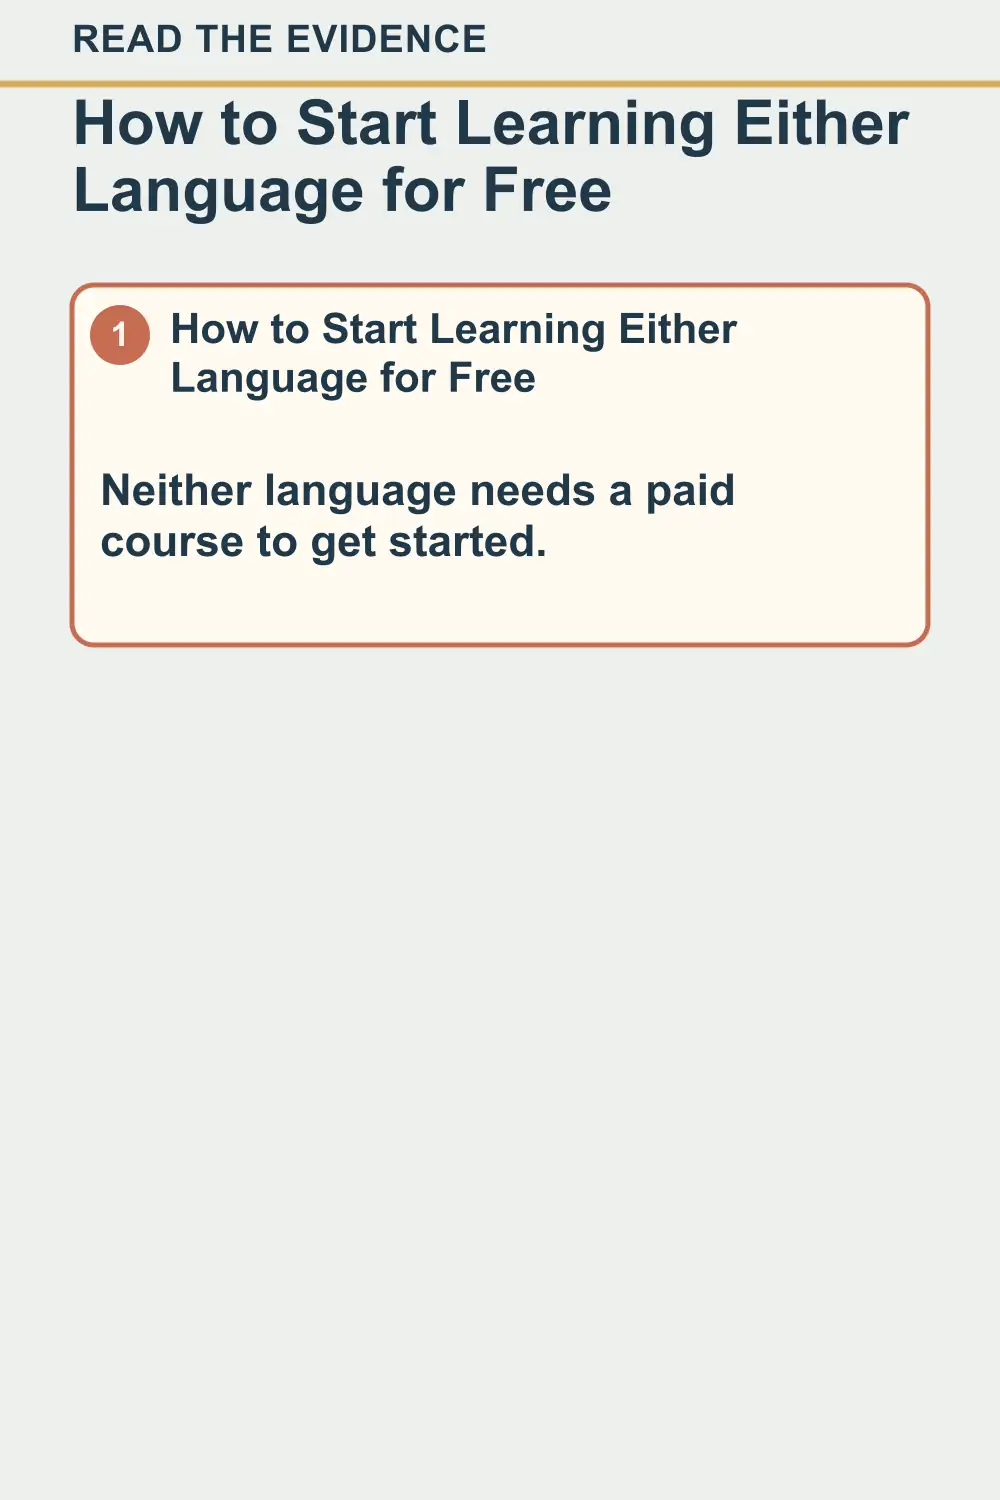 READ THE EVIDENCE
How to Start Learning Either
Language for Free
1
How to Start Learning Either
Language for Free
Neither language needs a paid
course to get started.